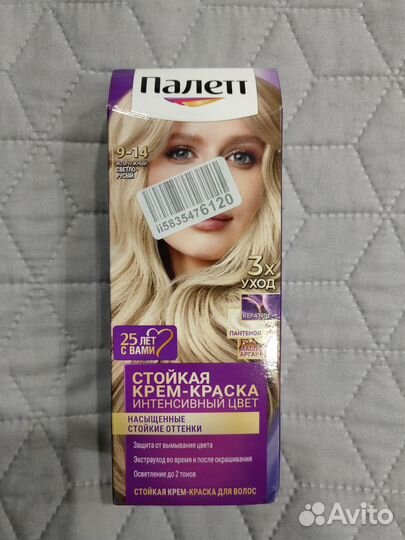 Палетт
9-14
ЖЕМЧУЖНЫЙ
СВЕТЛО-
РУСЫЙ
ii5835476120
3x
УХОД
КЕРАТИН
ПАНТЕНОЛ
МАСЛО
25 ЛЕТ
С ВАМИ
СТОЙКАЯ
КРЕМ-КРАСКА
ИНТЕНСИВНЫЙ ЦВЕТ
НАСЫЩЕННЫЕ
СТОЙКИЕ ОТТЕНКИ
Защита от вымывания цвета
Экстрауход во время и после окрашивания
Осветление до 2 тонов
СТОЙКАЯ КРЕМ-КРАСКА ДЛЯ ВОЛОС
Avito